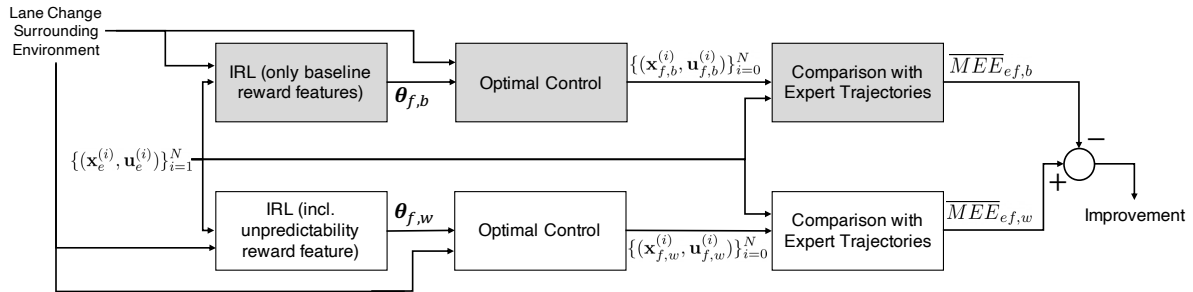 Lane Change
Surrounding
Environment
IRL (only baseline
reward features)
θ_{f,b}
Optimal Control
{(x_{f,b}^{(i)}, u_{f,b}^{(i)})}_{i=0}^{N}
Comparison with
Expert Trajectories
\overline{MEE}_{ef,b}
−
{(x_e^{(i)}, u_e^{(i)})}_{i=1}^{N}
+
Improvement
IRL (incl.
unpredictability
reward feature)
θ_{f,w}
Optimal Control
{(x_{f,w}^{(i)}, u_{f,w}^{(i)})}_{i=0}^{N}
Comparison with
Expert Trajectories
\overline{MEE}_{ef,w}